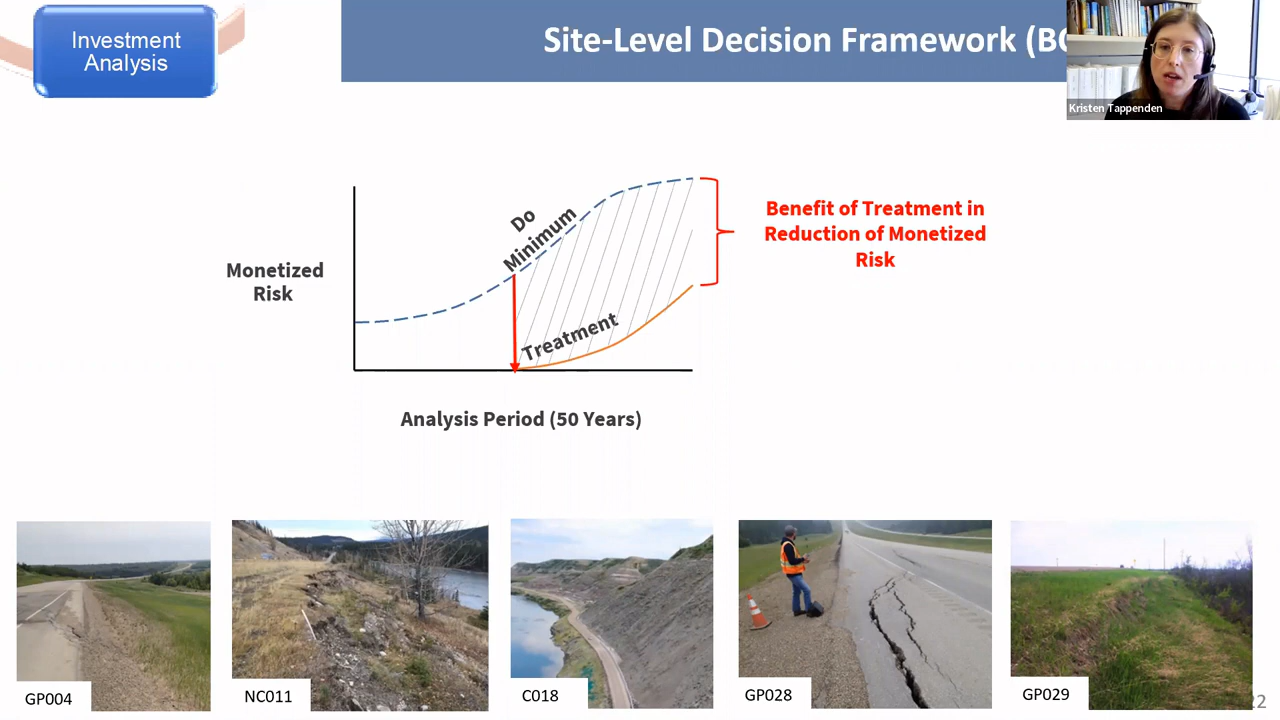 Investment
Analysis
Site-Level Decision Framework
Kristen Tappenden
Monetized
Risk
Do
Minimum
Treatment
Benefit of Treatment in
Reduction of Monetized
Risk
Analysis Period (50 Years)
GP004
NC011
C018
GP028
GP029
22